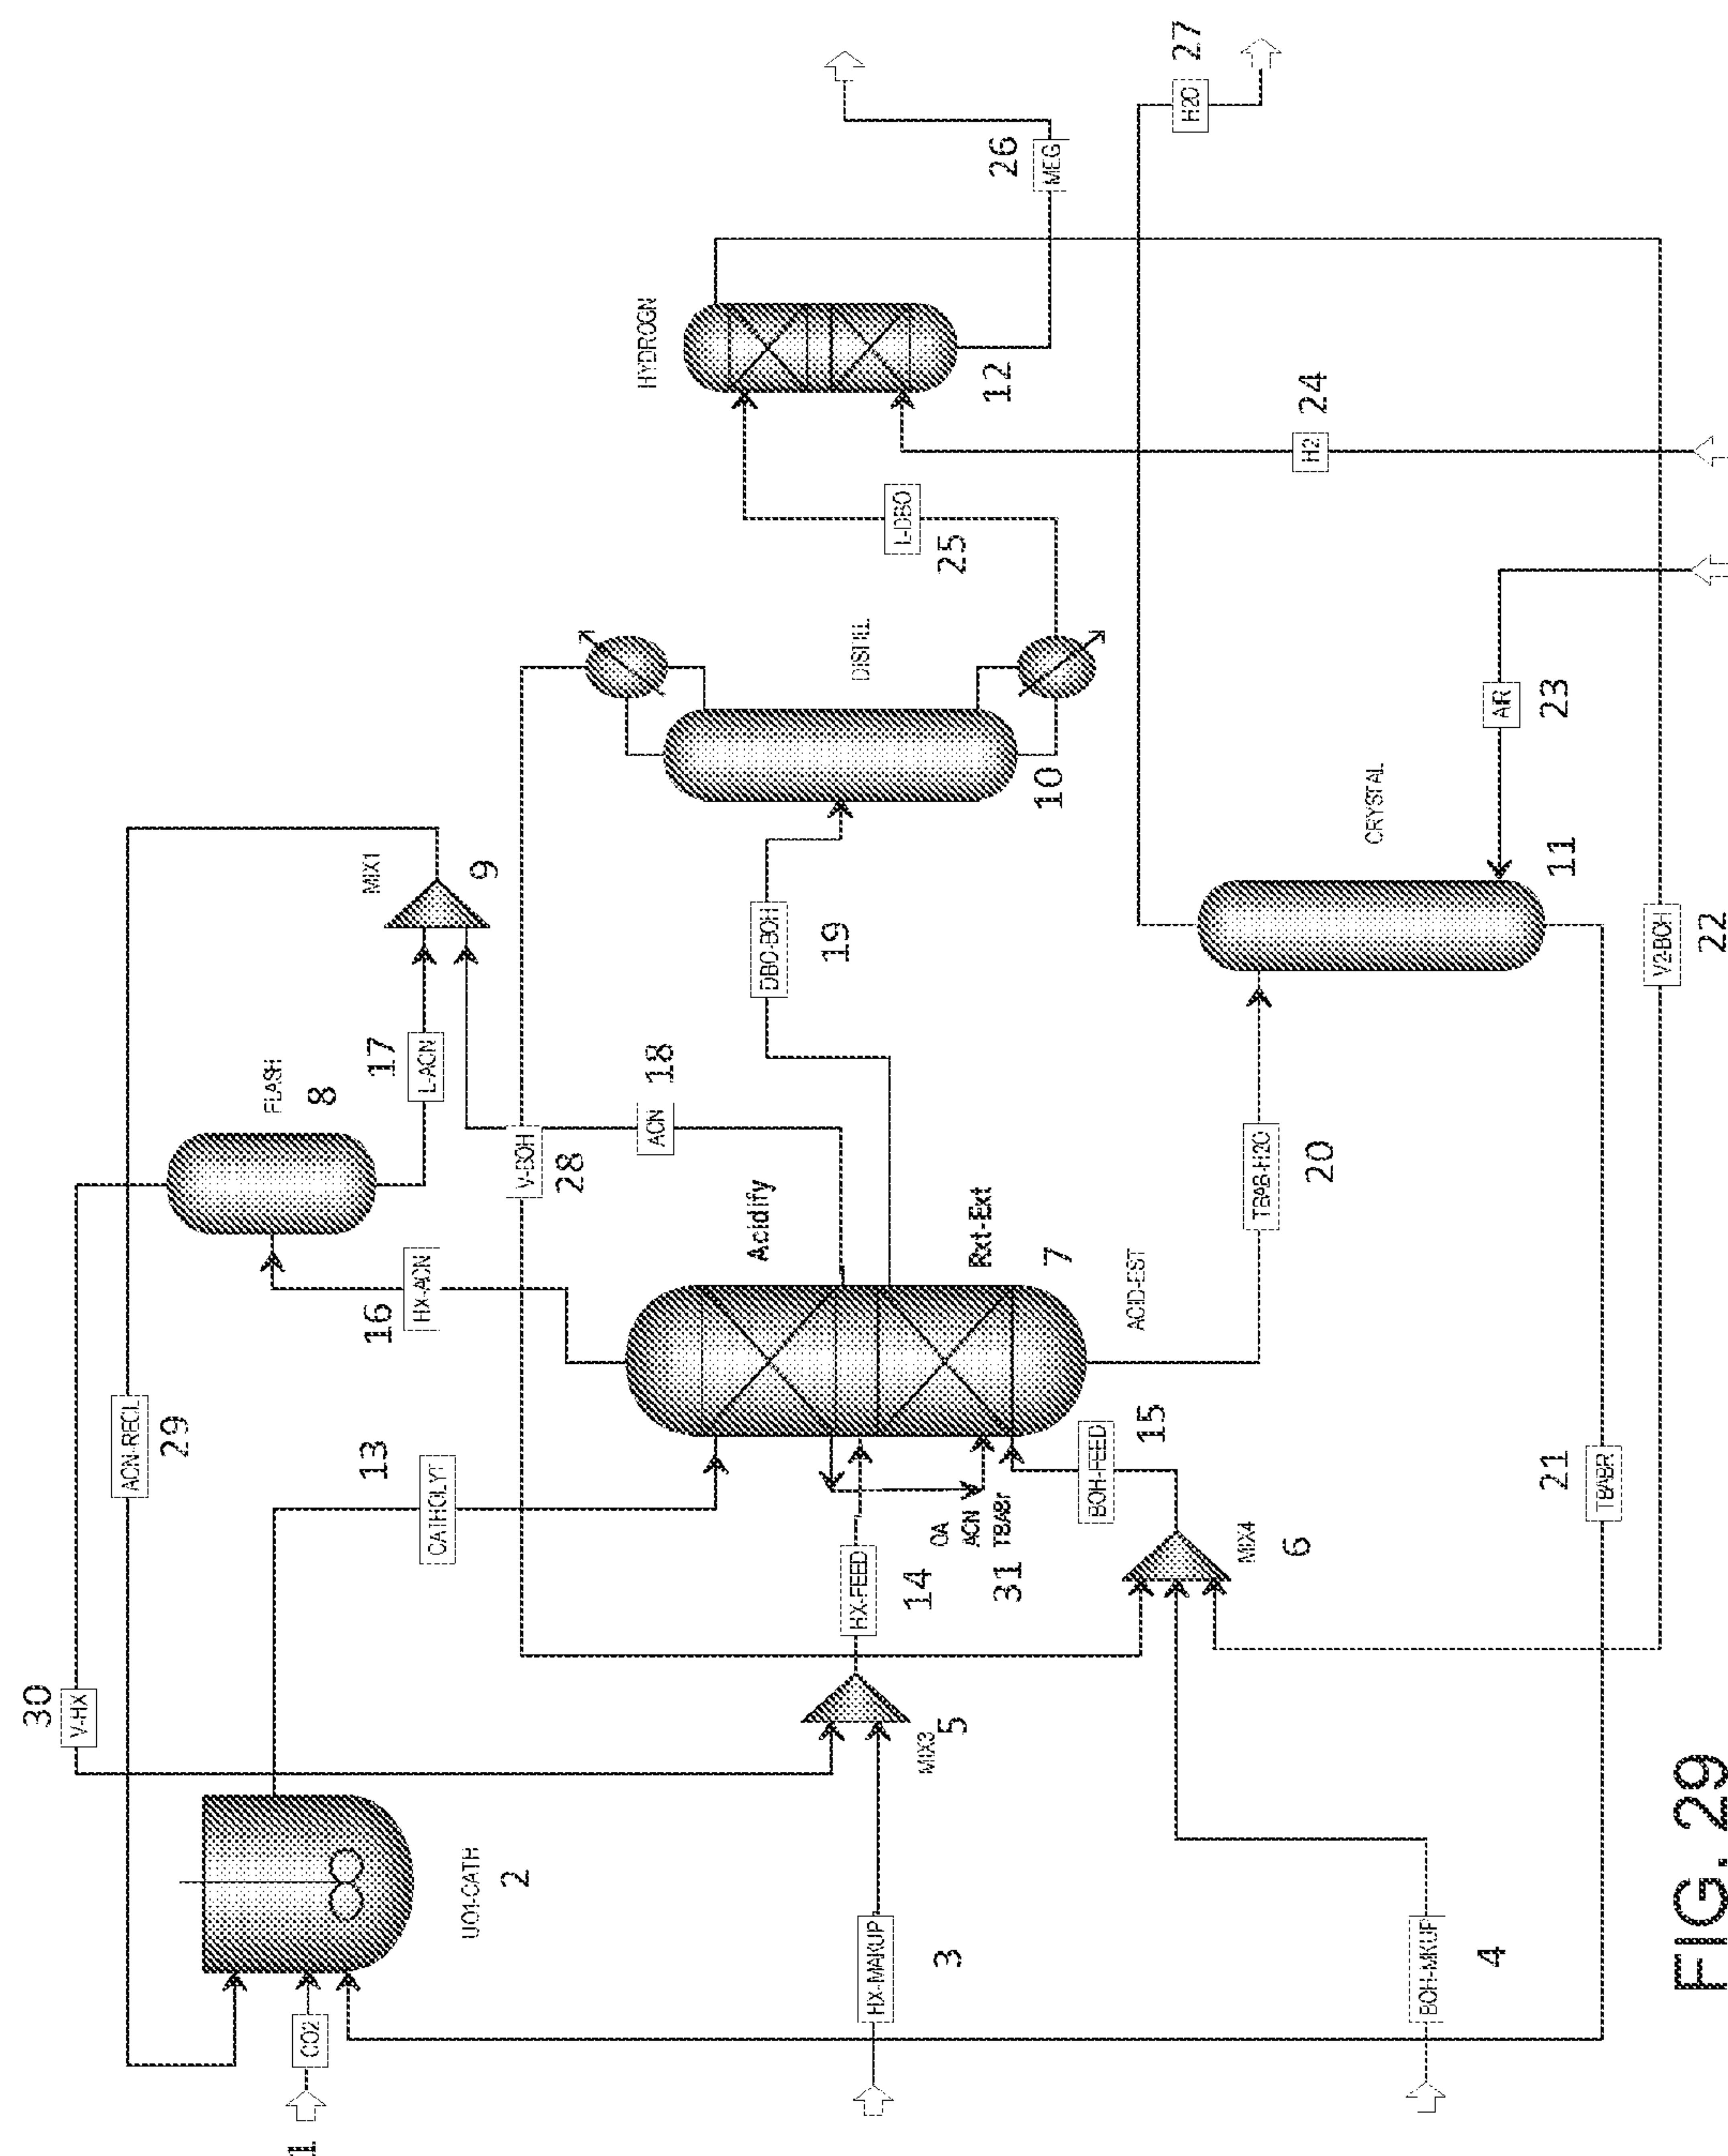 1
CO2
UO1-CATH
2
HX-MAKUP
3
BOH-MKUP
4
V-HX
30
ACN-RECL
29
CATHOLYT
13
MIX3
5
HX-FEED
14
OA
ACN
TBABr
31
BOH-FEED
15
MIX4
6
TBABR
21
HX-ACN
16
Acidify
Rxt-Ext
ACID-EST
7
FLASH
8
L-ACN
17
ACN
18
V-BOH
28
TBAB-H2O
20
MIX1
9
DBO-BOH
19
DISTILL
10
CRYSTAL
11
V2-BOH
22
AIR
23
L-DBO
25
H2
24
HYDROGN
12
MEG
26
H2O
27
FIG. 29